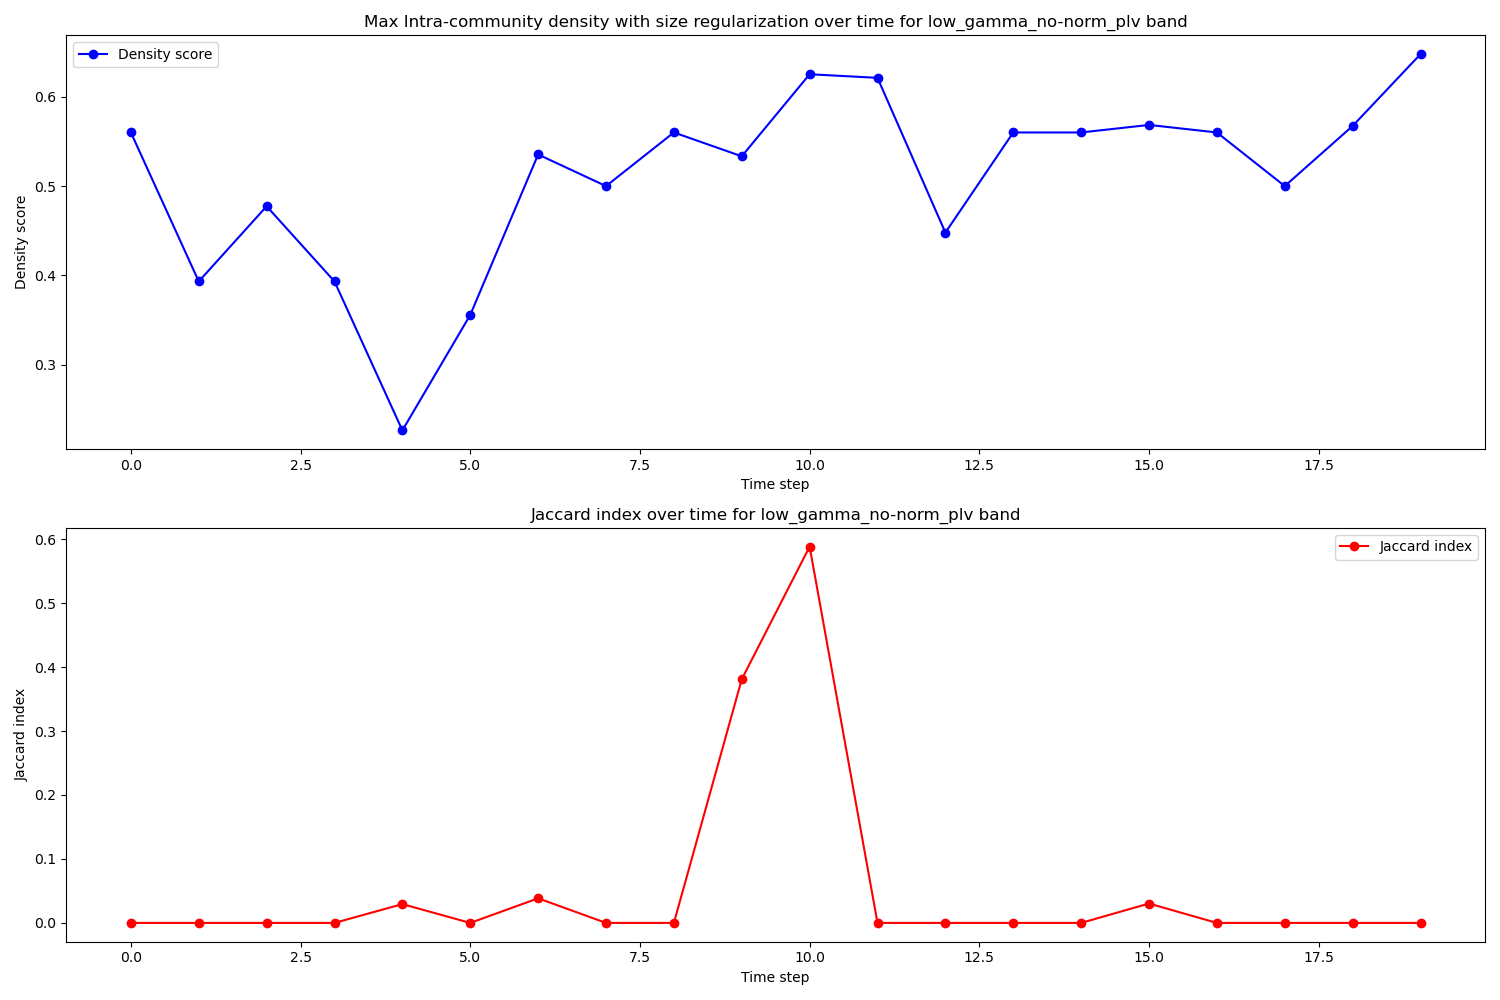 Max Intra-community density with size regularization over time for low_gamma_no-norm_plv band
Density score
Density score
0.6
0.5
0.4
0.3
0.0 2.5 5.0 7.5 10.0 12.5 15.0 17.5
Time step
Jaccard index over time for low_gamma_no-norm_plv band
Jaccard index
Jaccard index
0.6
0.5
0.4
0.3
0.2
0.1
0.0
0.0 2.5 5.0 7.5 10.0 12.5 15.0 17.5
Time step